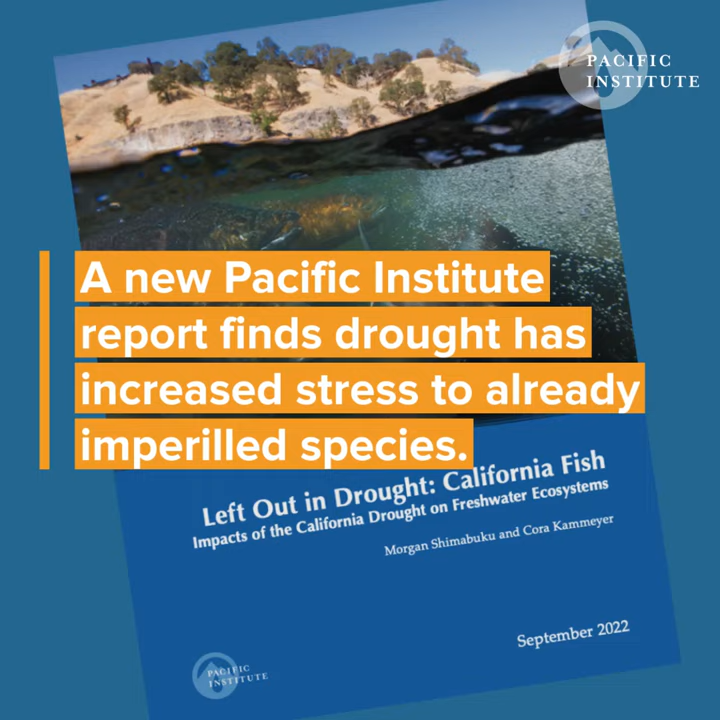 PACIFIC
INSTITUTE
A new Pacific Institute
report finds drought has
increased stress to already
imperilled species.
Left Out in Drought: California Fish
Impacts of the California Drought on Freshwater Ecosystems
Morgan Shimabuku and Cora Kammeyer
September 2022
PACIFIC
INSTITUTE